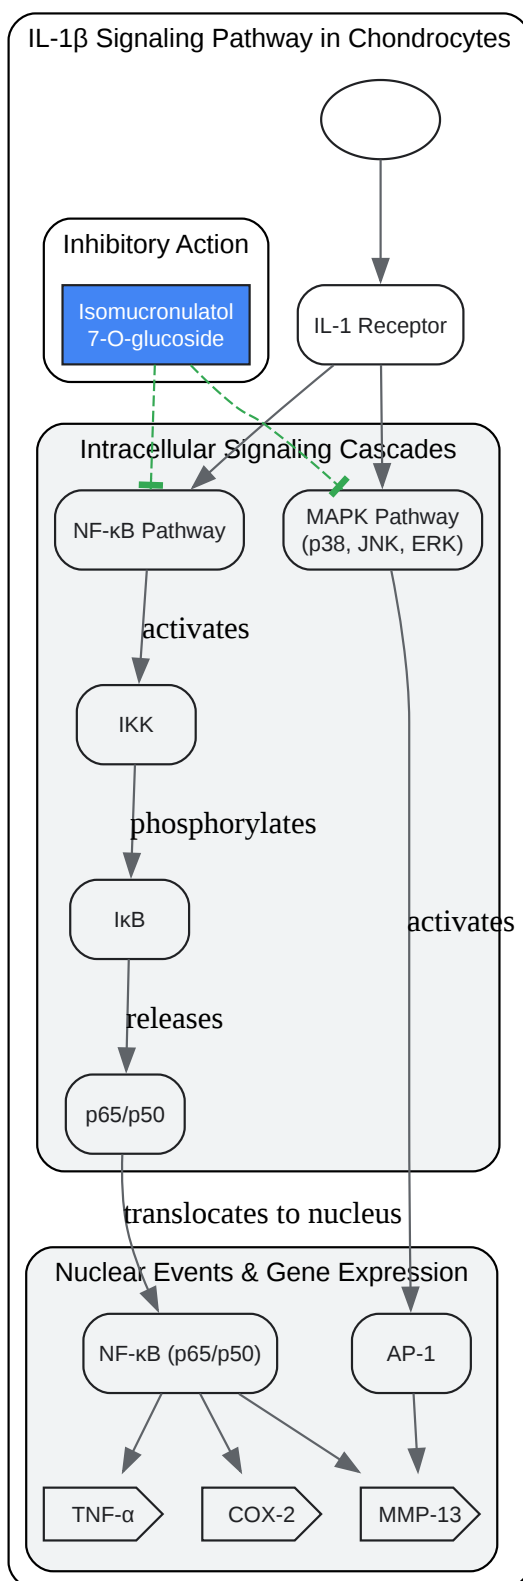 IL-1β Signaling Pathway in Chondrocytes
Inhibitory Action
Isomucronulatol
7-O-glucoside
IL-1 Receptor
Intracellular Signaling Cascades
NF-κB Pathway
MAPK Pathway
(p38, JNK, ERK)
activates
IKK
phosphorylates
IκB
activates
releases
p65/p50
translocates to nucleus
Nuclear Events & Gene Expression
NF-κB (p65/p50)
AP-1
TNF-α
COX-2
MMP-13